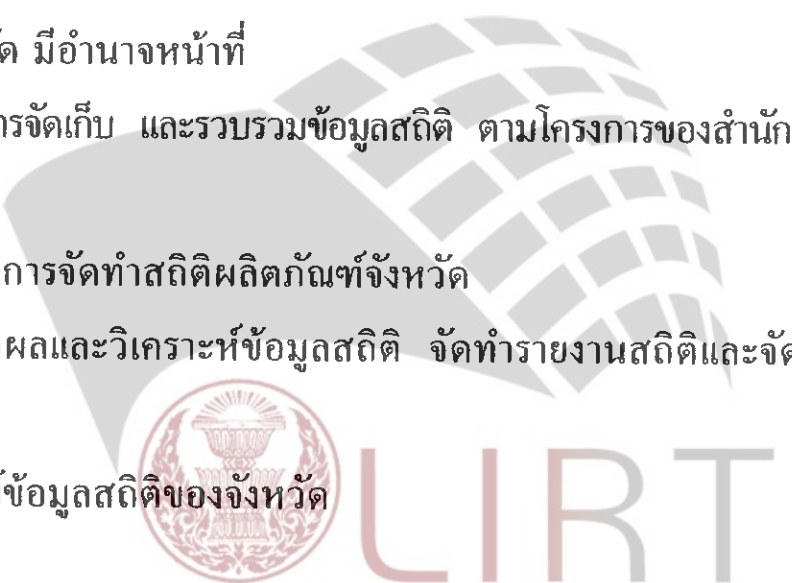 ด มีอำนาจหน้าที่
ารจัดเก็บ และรวบรวมข้อมูลสถิติ ตามโครงการของสำนัก
การจัดทำสถิติผลิตภัณฑ์จังหวัด
ผลและวิเคราะห์ข้อมูลสถิติ จัดทำรายงานสถิติและจัด
ข้อมูลสถิติของจังหวัด
LIRT